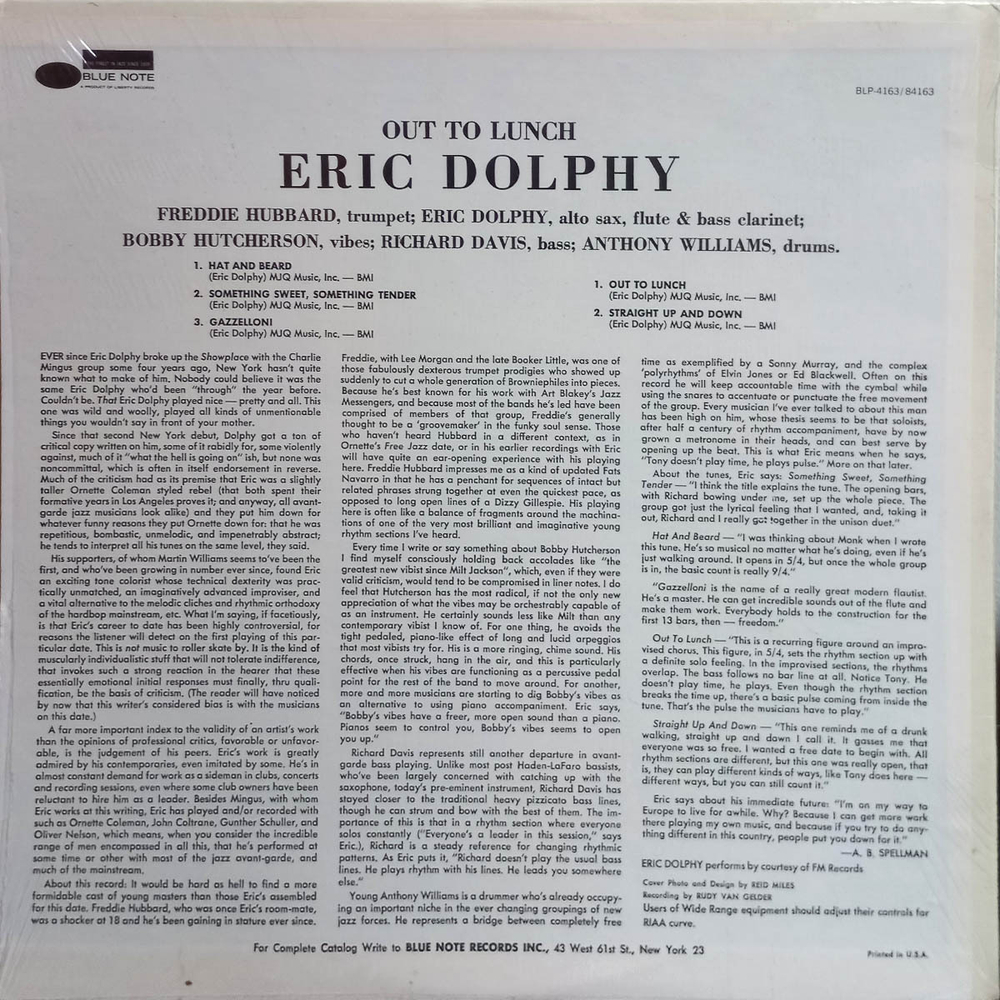 BLUE NOTE
A PRODUCT OF LIBERTY RECORDS
BLP-4163/84163
OUT TO LUNCH
ERIC DOLPHY
FREDDIE HUBBARD, trumpet; ERIC DOLPHY, alto sax, flute & bass clarinet;
BOBBY HUTCHERSON, vibes; RICHARD DAVIS, bass; ANTHONY WILLIAMS, drums.
1. HAT AND BEARD
(Eric Dolphy) MJQ Music, Inc. — BMI
2. SOMETHING SWEET, SOMETHING TENDER
(Eric Dolphy) MJQ Music, Inc. — BMI
3. GAZZELLONI
(Eric Dolphy) MJQ Music, Inc. — BMI
1. OUT TO LUNCH
(Eric Dolphy) MJQ Music, Inc. — BMI
2. STRAIGHT UP AND DOWN
(Eric Dolphy) MJQ Music, Inc. — BMI
EVER since Eric Dolphy broke up the Showplace with the Charlie
Mingus group some four years ago, New York hasn't quite
known what to make of him. Nobody could believe it was the
same Eric Dolphy who'd been "through" the year before.
Couldn't be. That Eric Dolphy played nice — pretty and all. This
one was wild and woolly, played all kinds of unmentionable
things you wouldn't say in front of your mother.
Since that second New York debut, Dolphy got a ton of
critical copy written on him, some of it rabidly for, some violently
against, much of it "what the hell is going on" ish, but none was
noncommittal, which is often in itself endorsement in reverse.
Much of the criticism had as its premise that Eric was a slightly
taller Ornette Coleman styled rebel (that both spent their
formative years in Los Angeles proves it; and anyway, all avant-
garde jazz musicians look alike) and they put him down for
whatever funny reasons they put Ornette down for: that he was
repetitious, bombastic, unmelodic, and impenetrably abstract;
he tends to interpret all his tunes on the same level, they said.
His supporters, of whom Martin Williams seems to've been the
first, and who've been growing in number ever since, found Eric
an exciting tone colorist whose technical dexterity was prac-
tically unmatched, an imaginatively advanced improviser, and
a vital alternative to the melodic cliches and rhythmic orthodoxy
of the hardbop mainstream, etc. What I'm saying, if facetiously,
is that Eric's career to date has been highly controversial, for
reasons the listener will detect on the first playing of this par-
ticular date. This is not music to roller skate by. It is the kind of
muscularly individualistic stuff that will not tolerate indifference,
that invokes such a strong reaction in the hearer that these
essentially emotional initial responses must finally, through quali-
fication, be the basis of criticism. (The reader will have noticed
by now that this writer's considered bias is with the musicians
on this date.)
A far more important index to the validity of an artist's work
than the opinions of professional critics, favorable or unfavor-
able, is the judgement of his peers. Eric's work is greatly
admired by his contemporaries, even imitated by some. He's in
almost constant demand for work as a sideman in clubs, concerts
and recording sessions, even where some club owners have been
reluctant to hire him as a leader. Besides Mingus, with whom
Eric works at this writing, Eric has played and/or recorded with
such as Ornette Coleman, John Coltrane, Gunther Schuller, and
Oliver Nelson, which means, when you consider the incredible
range of men encompassed in all this, that he's performed at
some time or other with most of the jazz avant-garde, and
much of the mainstream.
About this record: It would be hard as hell to find a more
formidable cast of young masters than those Eric's assembled
for this date. Freddie Hubbard, who was once Eric's room-mate,
was a shocker at 18 and he's been gaining in stature ever since.
Freddie, with Lee Morgan and the late Booker Little, was one of
those fabulously dexterous trumpet prodigies who showed up
suddenly to cut a whole generation of Browniephiles into pieces.
Because he's best known for his work with Art Blakey's Jazz
Messengers, and because most of the bands he's led have been
comprised of members of that group, Freddie's generally
thought to be a 'groovemaker' in the funky soul sense. Those
who haven't heard Hubbard in a different context, as in
Ornette's Free Jazz date, or in his earlier recordings with Eric
will have quite an ear-opening experience with his playing
here. Freddie Hubbard impresses me as a kind of updated Fats
Navarro in that he has a penchant for sequences of intact but
related phrases strung together at even the quickest pace, as
opposed to long open lines of a Dizzy Gillespie. His playing
here is often like a balance of fragments around the machina-
tions of one of the very most brilliant and imaginative young
rhythm sections I've heard.
Every time I write or say something about Bobby Hutcherson
I find myself consciously holding back accolades like "the
greatest new vibist since Milt Jackson", which, even if they were
valid criticism, would tend to be compromised in liner notes. I do
feel that Hutcherson has the most radical, if not the only new
appreciation of what the vibes may be orchestrally capable of
as an instrument. He certainly sounds less like Milt than any
contemporary vibist I know of. For one thing, he avoids the
tight pedaled, piano-like effect of long and lucid arpeggios
that most vibists try for. His is a more ringing, chime sound. His
chords, once struck, hang in the air, and this is particularly
effective when his vibes are functioning as a percussive pedal
point for the rest of the band to move around. For another,
more and more musicians are starting to dig Bobby's vibes as
an alternative to using piano accompaniment. Eric says,
"Bobby's vibes have a freer, more open sound than a piano.
Pianos seem to control you, Bobby's vibes seem to open
you up."
Richard Davis represents still another departure in avant-
garde bass playing. Unlike most post Haden-LaFaro bassists,
who've been largely concerned with catching up with the
saxophone, today's pre-eminent instrument, Richard Davis has
stayed closer to the traditional heavy pizzicato bass lines,
though he can strum and bow with the best of them. The im-
portance of this is that in a rhythm section where everyone
solos constantly ("Everyone's a leader in this session," says
Eric.), Richard is a steady reference for changing rhythmic
patterns. As Eric puts it, "Richard doesn't play the usual bass
lines. He plays rhythm with his lines. He leads you somewhere
else."
Young Anthony Williams is a drummer who's already occupy-
ing an important niche in the ever changing groupings of new
jazz forces. He represents a bridge between completely free
time as exemplified by a Sonny Murray, and the complex
'polyrhythms' of Elvin Jones or Ed Blackwell. Often on this
record he will keep accountable time with the cymbal while
using the snares to accentuate or punctuate the free movement
of the group. Every musician I've ever talked to about this man
has been high on him, whose thesis seems to be that soloists,
after half a century of rhythm accompaniment, have by now
grown a metronome in their heads, and can best serve by
opening up the beat. This is what Eric means when he says,
"Tony doesn't play time, he plays pulse." More on that later.
About the tunes, Eric says: Something Sweet, Something
Tender — "I think the title explains the tune. The opening bars,
with Richard bowing under me, set up the whole piece. The
group got just the lyrical feeling that I wanted, and, taking it
out, Richard and I really got together in the unison duet."
Hat And Beard — "I was thinking about Monk when I wrote
this tune. He's so musical no matter what he's doing, even if he's
just walking around. It opens in 5/4, but once the whole group
is in, the basic count is really 9/4."
"Gazzelloni is the name of a really great modern flautist.
He's a master. He can get incredible sounds out of the flute and
make them work. Everybody holds to the construction for the
first 13 bars, then — freedom."
Out To Lunch — "This is a recurring figure around an impro-
vised chorus. This figure, in 5/4, sets the rhythm section up with
a definite solo feeling. In the improvised sections, the rhythms
overlap. The bass follows no bar line at all. Notice Tony. He
doesn't play time, he plays. Even though the rhythm section
breaks the time up, there's a basic pulse coming from inside the
tune. That's the pulse the musicians have to play."
Straight Up And Down — "This one reminds me of a drunk
walking, straight up and down I call it. It gasses me that
everyone was so free. I wanted a free date to begin with. All
rhythm sections are different, but this one was really open, that
is, they can play different kinds of ways, like Tony does here —
different ways, but you can still count it."
Eric says about his immediate future: "I'm on my way to
Europe to live for awhile. Why? Because I can get more work
there playing my own music, and because if you try to do any-
thing different in this country, people put you down for it."
—A. B. SPELLMAN
ERIC DOLPHY performs by courtesy of FM Records
Cover Photo and Design by REID MILES
Recording by RUDY VAN GELDER
Users of Wide Range equipment should adjust their controls for
RIAA curve.
For Complete Catalog Write to BLUE NOTE RECORDS INC., 43 West 61st St., New York 23
Printed in U.S.A.